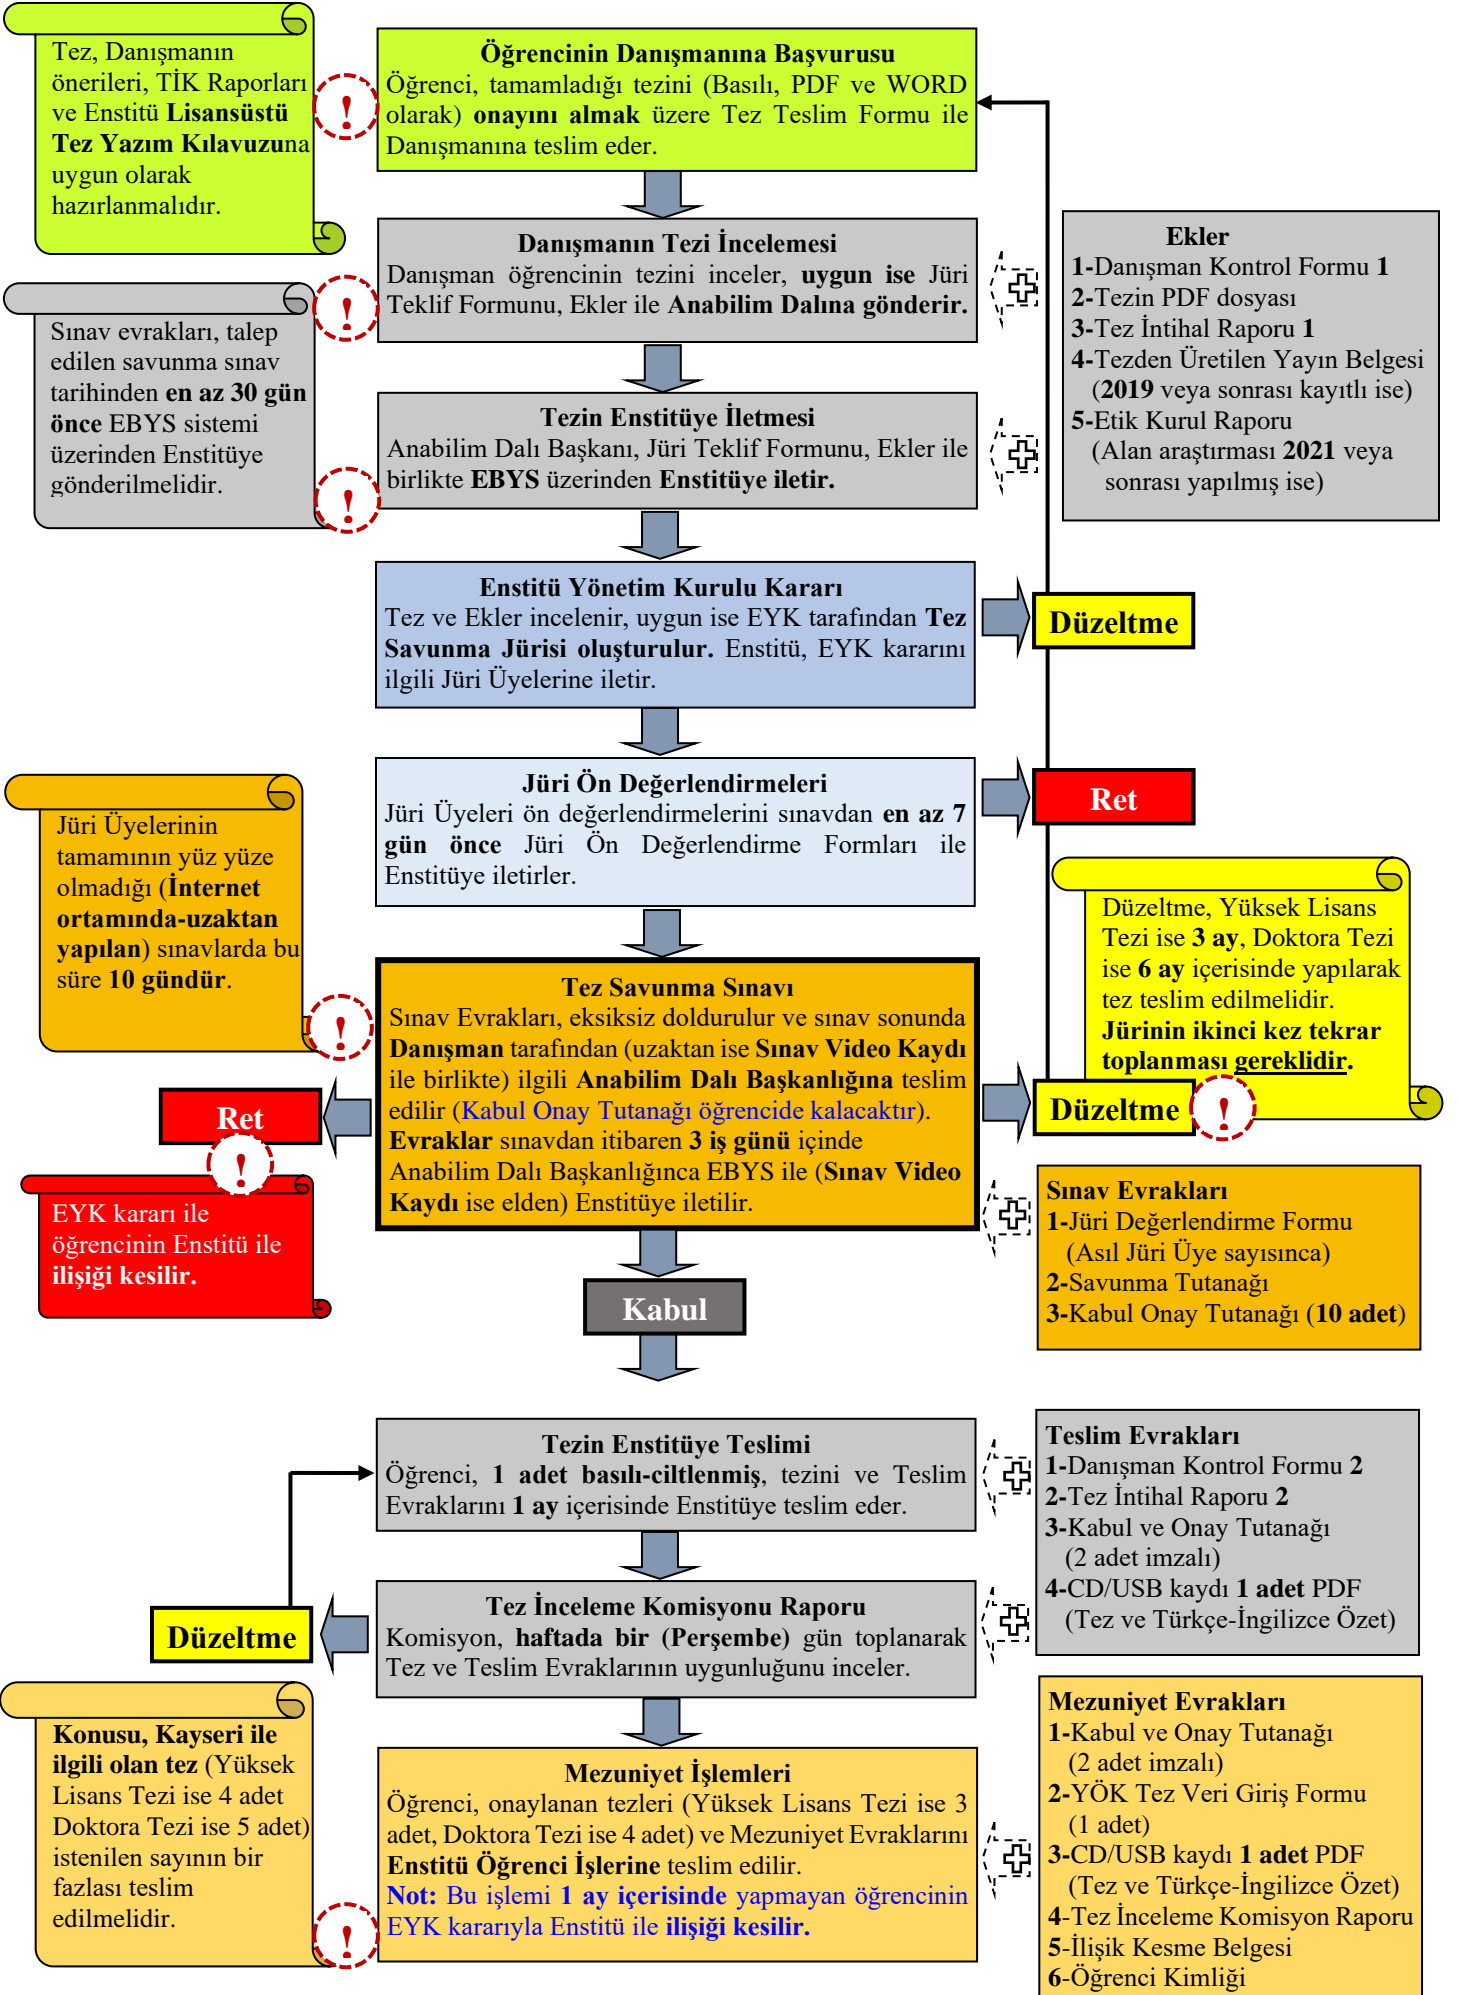 Tez, Danışmanın
önerileri, TİK Raporları
ve Enstitü Lisansüstü
Tez Yazım Kılavuzuna
uygun olarak
hazırlanmalıdır.
!
Öğrencinin Danışmanına Başvurusu
Öğrenci, tamamladığı tezini (Basılı, PDF ve WORD
olarak) onayını almak üzere Tez Teslim Formu ile
Danışmanına teslim eder.
Danışmanın Tezi İncelemesi
Danışman öğrencinin tezini inceler, uygun ise Jüri
Teklif Formunu, Ekler ile Anabilim Dalına gönderir.
Ekler
1-Danışman Kontrol Formu 1
2-Tezin PDF dosyası
3-Tez İntihal Raporu 1
4-Tezden Üretilen Yayın Belgesi
(2019 veya sonrası kayıtlı ise)
5-Etik Kurul Raporu
(Alan araştırması 2021 veya
sonrası yapılmış ise)
!
Sınav evrakları, talep
edilen savunma sınav
tarihinden en az 30 gün
önce EBYS sistemi
üzerinden Enstitüye
gönderilmelidir.
!
Tezin Enstitüye İletmesi
Anabilim Dalı Başkanı, Jüri Teklif Formunu, Ekler ile
birlikte EBYS üzerinden Enstitüye iletir.
Enstitü Yönetim Kurulu Kararı
Tez ve Ekler incelenir, uygun ise EYK tarafından Tez
Savunma Jürisi oluşturulur. Enstitü, EYK kararını
ilgili Jüri Üyelerine iletir.
Düzeltme
Jüri Ön Değerlendirmeleri
Jüri Üyeleri ön değerlendirmelerini sınavdan en az 7
gün önce Jüri Ön Değerlendirme Formları ile
Enstitüye iletirler.
Ret
Jüri Üyelerinin
tamamının yüz yüze
olmadığı (İnternet
ortamında-uzaktan
yapılan) sınavlarda bu
süre 10 gündür.
!
Düzeltme, Yüksek Lisans
Tezi ise 3 ay, Doktora Tezi
ise 6 ay içerisinde yapılarak
tez teslim edilmelidir.
Jürinin ikinci kez tekrar
toplanması gereklidir.
Tez Savunma Sınavı
Sınav Evrakları, eksiksiz doldurulur ve sınav sonunda
Danışman tarafından (uzaktan ise Sınav Video Kaydı
ile birlikte) ilgili Anabilim Dalı Başkanlığına teslim
edilir (Kabul Onay Tutanağı öğrencide kalacaktır).
Evraklar sınavdan itibaren 3 iş günü içinde
Anabilim Dalı Başkanlığınca EBYS ile (Sınav Video
Kaydı ise elden) Enstitüye iletilir.
Ret
!
EYK kararı ile
öğrencinin Enstitü ile
ilişiği kesilir.
Düzeltme
!
Sınav Evrakları
1-Jüri Değerlendirme Formu
(Asıl Jüri Üye sayısınca)
2-Savunma Tutanağı
3-Kabul Onay Tutanağı (10 adet)
Kabul
Tezin Enstitüye Teslimi
Öğrenci, 1 adet basılı-ciltlenmiş, tezini ve Teslim
Evraklarını 1 ay içerisinde Enstitüye teslim eder.
Teslim Evrakları
1-Danışman Kontrol Formu 2
2-Tez İntihal Raporu 2
3-Kabul ve Onay Tutanağı
(2 adet imzalı)
4-CD/USB kaydı 1 adet PDF
(Tez ve Türkçe-İngilizce Özet)
Düzeltme
Tez İnceleme Komisyonu Raporu
Komisyon, haftada bir (Perşembe) gün toplanarak
Tez ve Teslim Evraklarının uygunluğunu inceler.
Konusu, Kayseri ile
ilgili olan tez (Yüksek
Lisans Tezi ise 4 adet
Doktora Tezi ise 5 adet)
istenilen sayının bir
fazlası teslim
edilmelidir.
!
Mezuniyet İşlemleri
Öğrenci, onaylanan tezleri (Yüksek Lisans Tezi ise 3
adet, Doktora Tezi ise 4 adet) ve Mezuniyet Evraklarını
Enstitü Öğrenci İşlerine teslim edilir.
Not: Bu işlemi 1 ay içerisinde yapmayan öğrencinin
EYK kararıyla Enstitü ile ilişiği kesilir.
Mezuniyet Evrakları
1-Kabul ve Onay Tutanağı
(2 adet imzalı)
2-YÖK Tez Veri Giriş Formu
(1 adet)
3-CD/USB kaydı 1 adet PDF
(Tez ve Türkçe-İngilizce Özet)
4-Tez İnceleme Komisyon Raporu
5-İlişik Kesme Belgesi
6-Öğrenci Kimliği